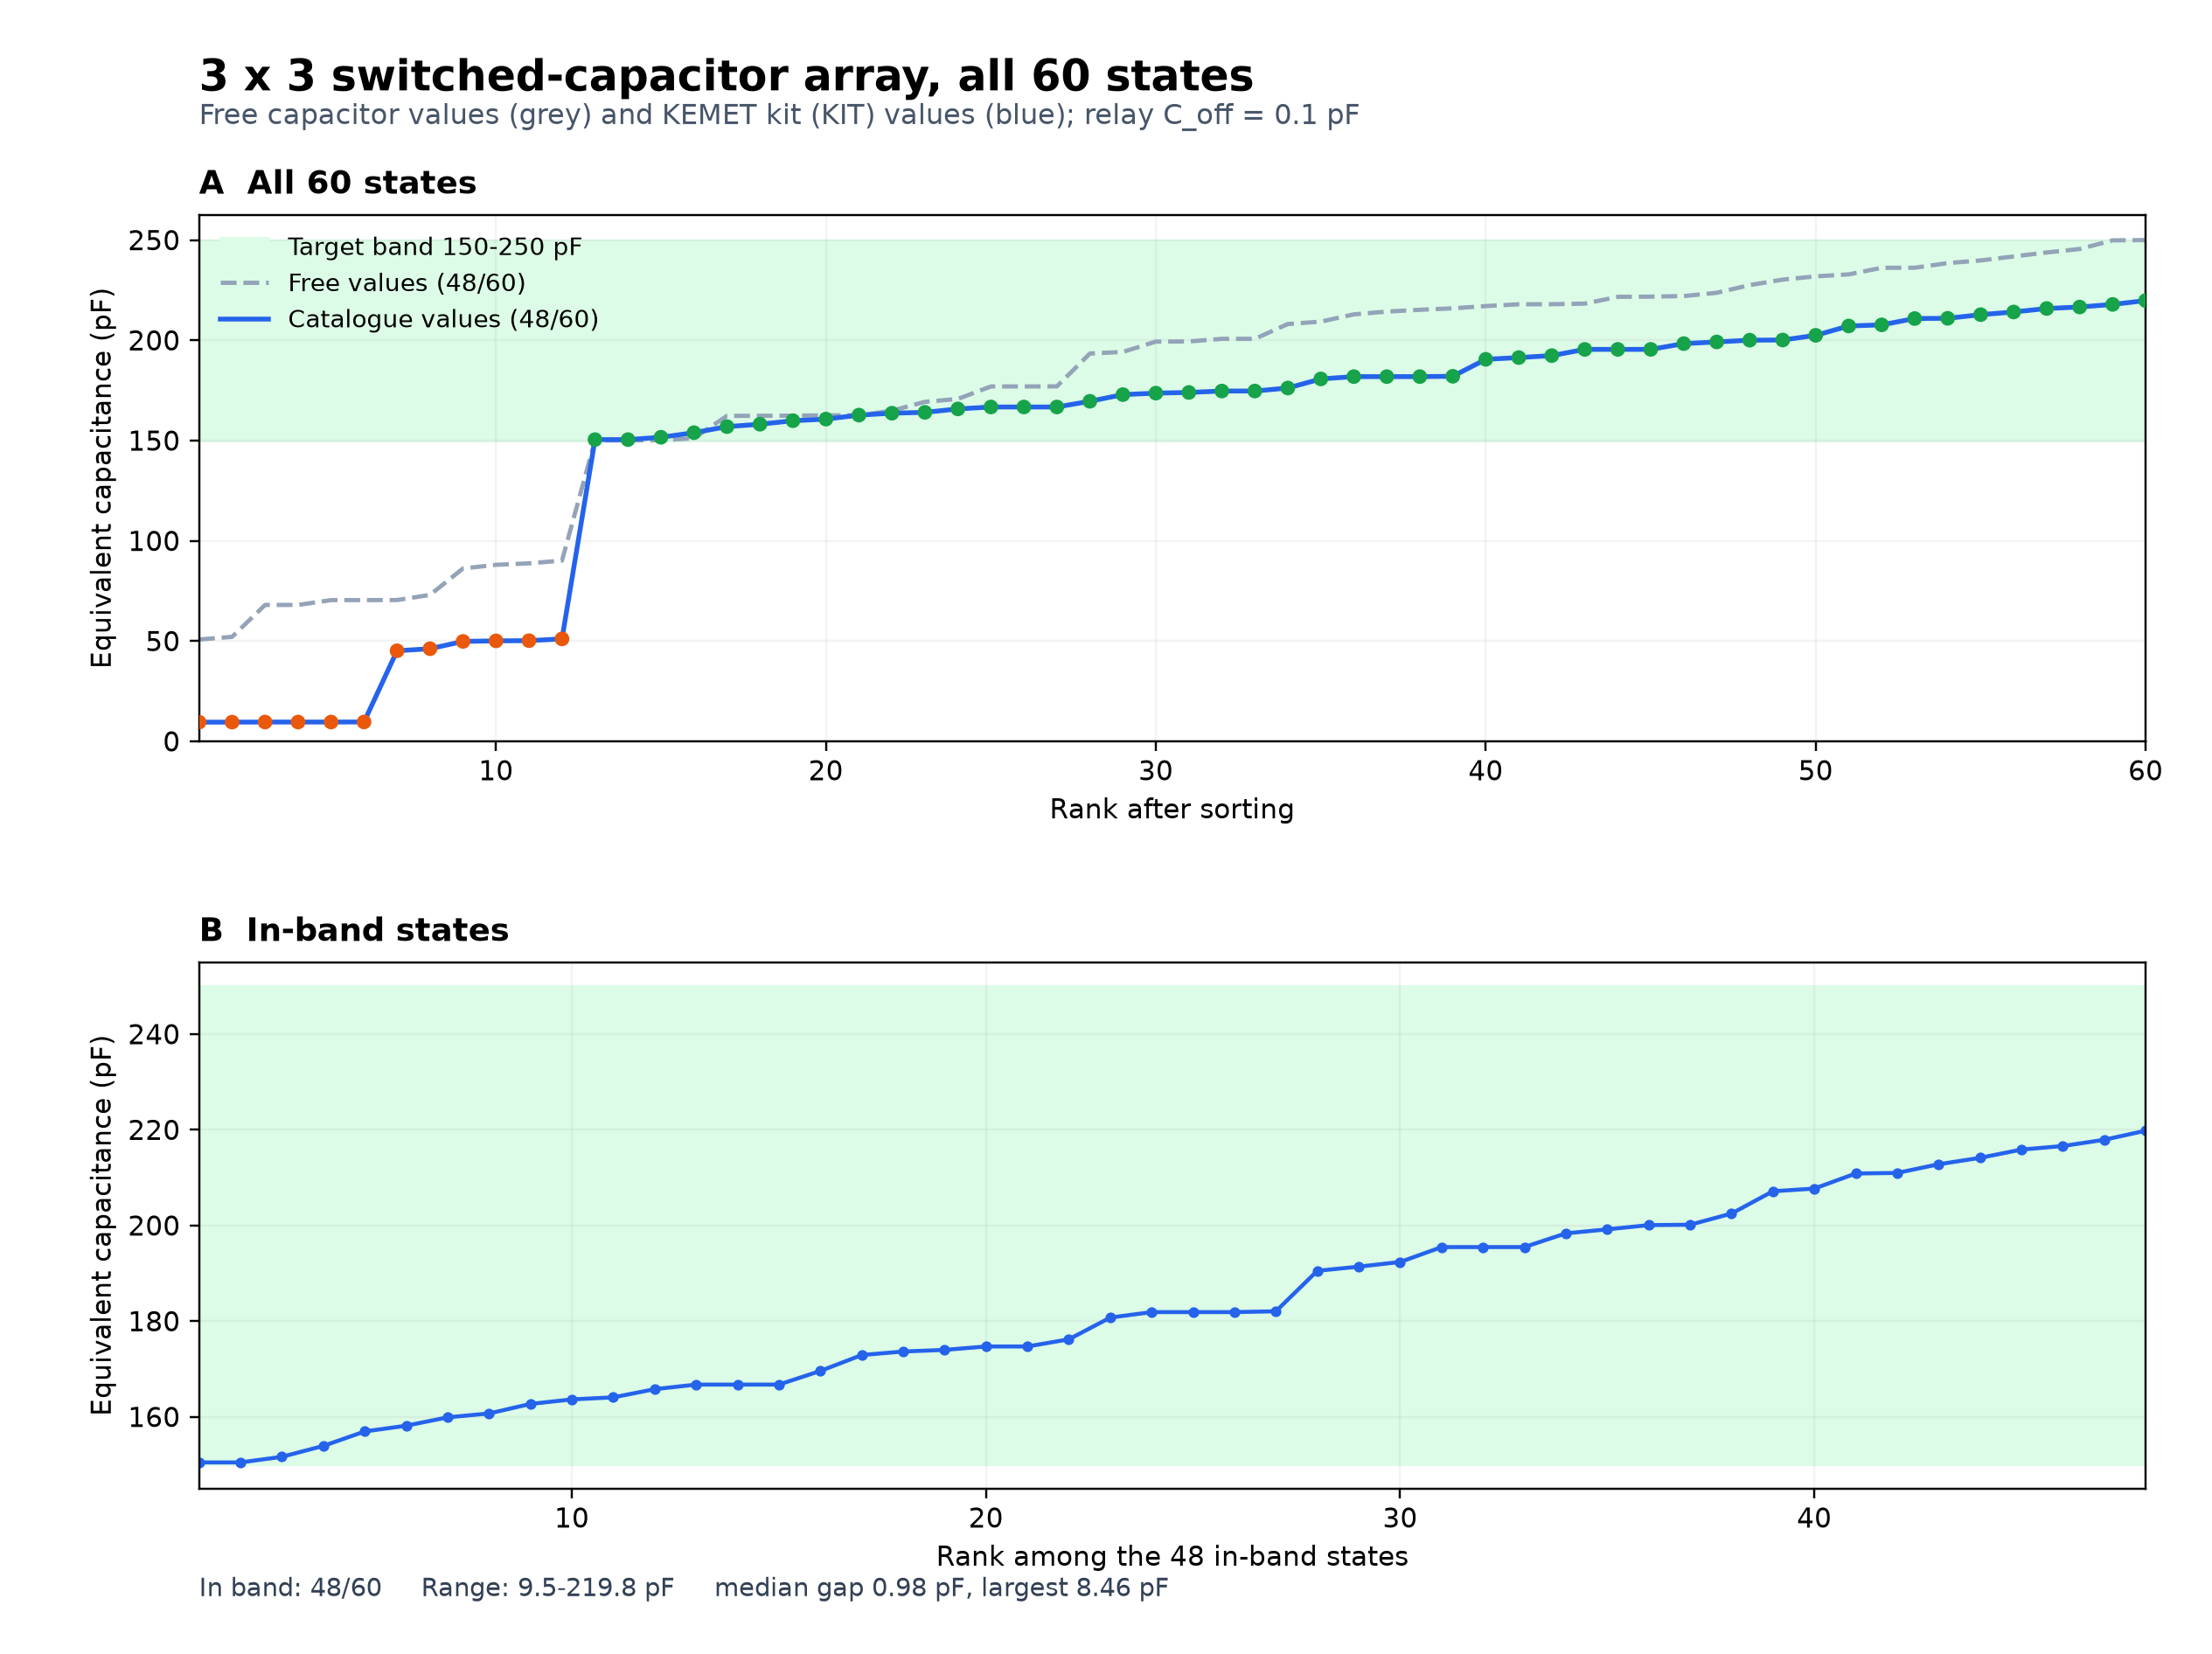 3 x 3 switched-capacitor array, all 60 states
Free capacitor values (grey) and KEMET kit (KIT) values (blue); relay C_off = 0.1 pF
A  All 60 states
Equivalent capacitance (pF)
250
200
150
100
50
0
Target band 150-250 pF
Free values (48/60)
Catalogue values (48/60)
10
20
30
40
50
60
Rank after sorting
B  In-band states
Equivalent capacitance (pF)
240
220
200
180
160
10
20
30
40
Rank among the 48 in-band states
In band: 48/60     Range: 9.5-219.8 pF     median gap 0.98 pF, largest 8.46 pF